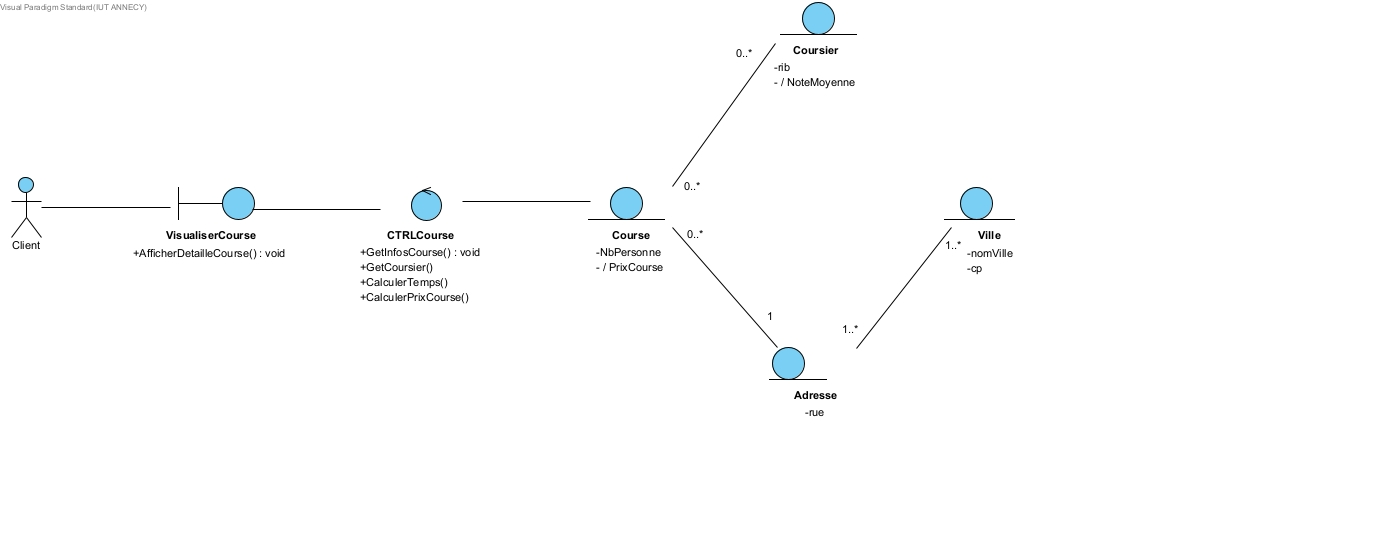 Visual Paradigm Standard(IUT ANNECY)
Coursier
-rib
- / NoteMoyenne
0..*
0..*
Client
VisualiserCourse
+AfficherDetailleCourse() : void
CTRLCourse
+GetInfosCourse() : void
+GetCoursier()
+CalculerTemps()
+CalculerPrixCourse()
Course
-NbPersonne
- / PrixCourse
0..*
1
Ville
-nomVille
-cp
1..*
1..*
Adresse
-rue